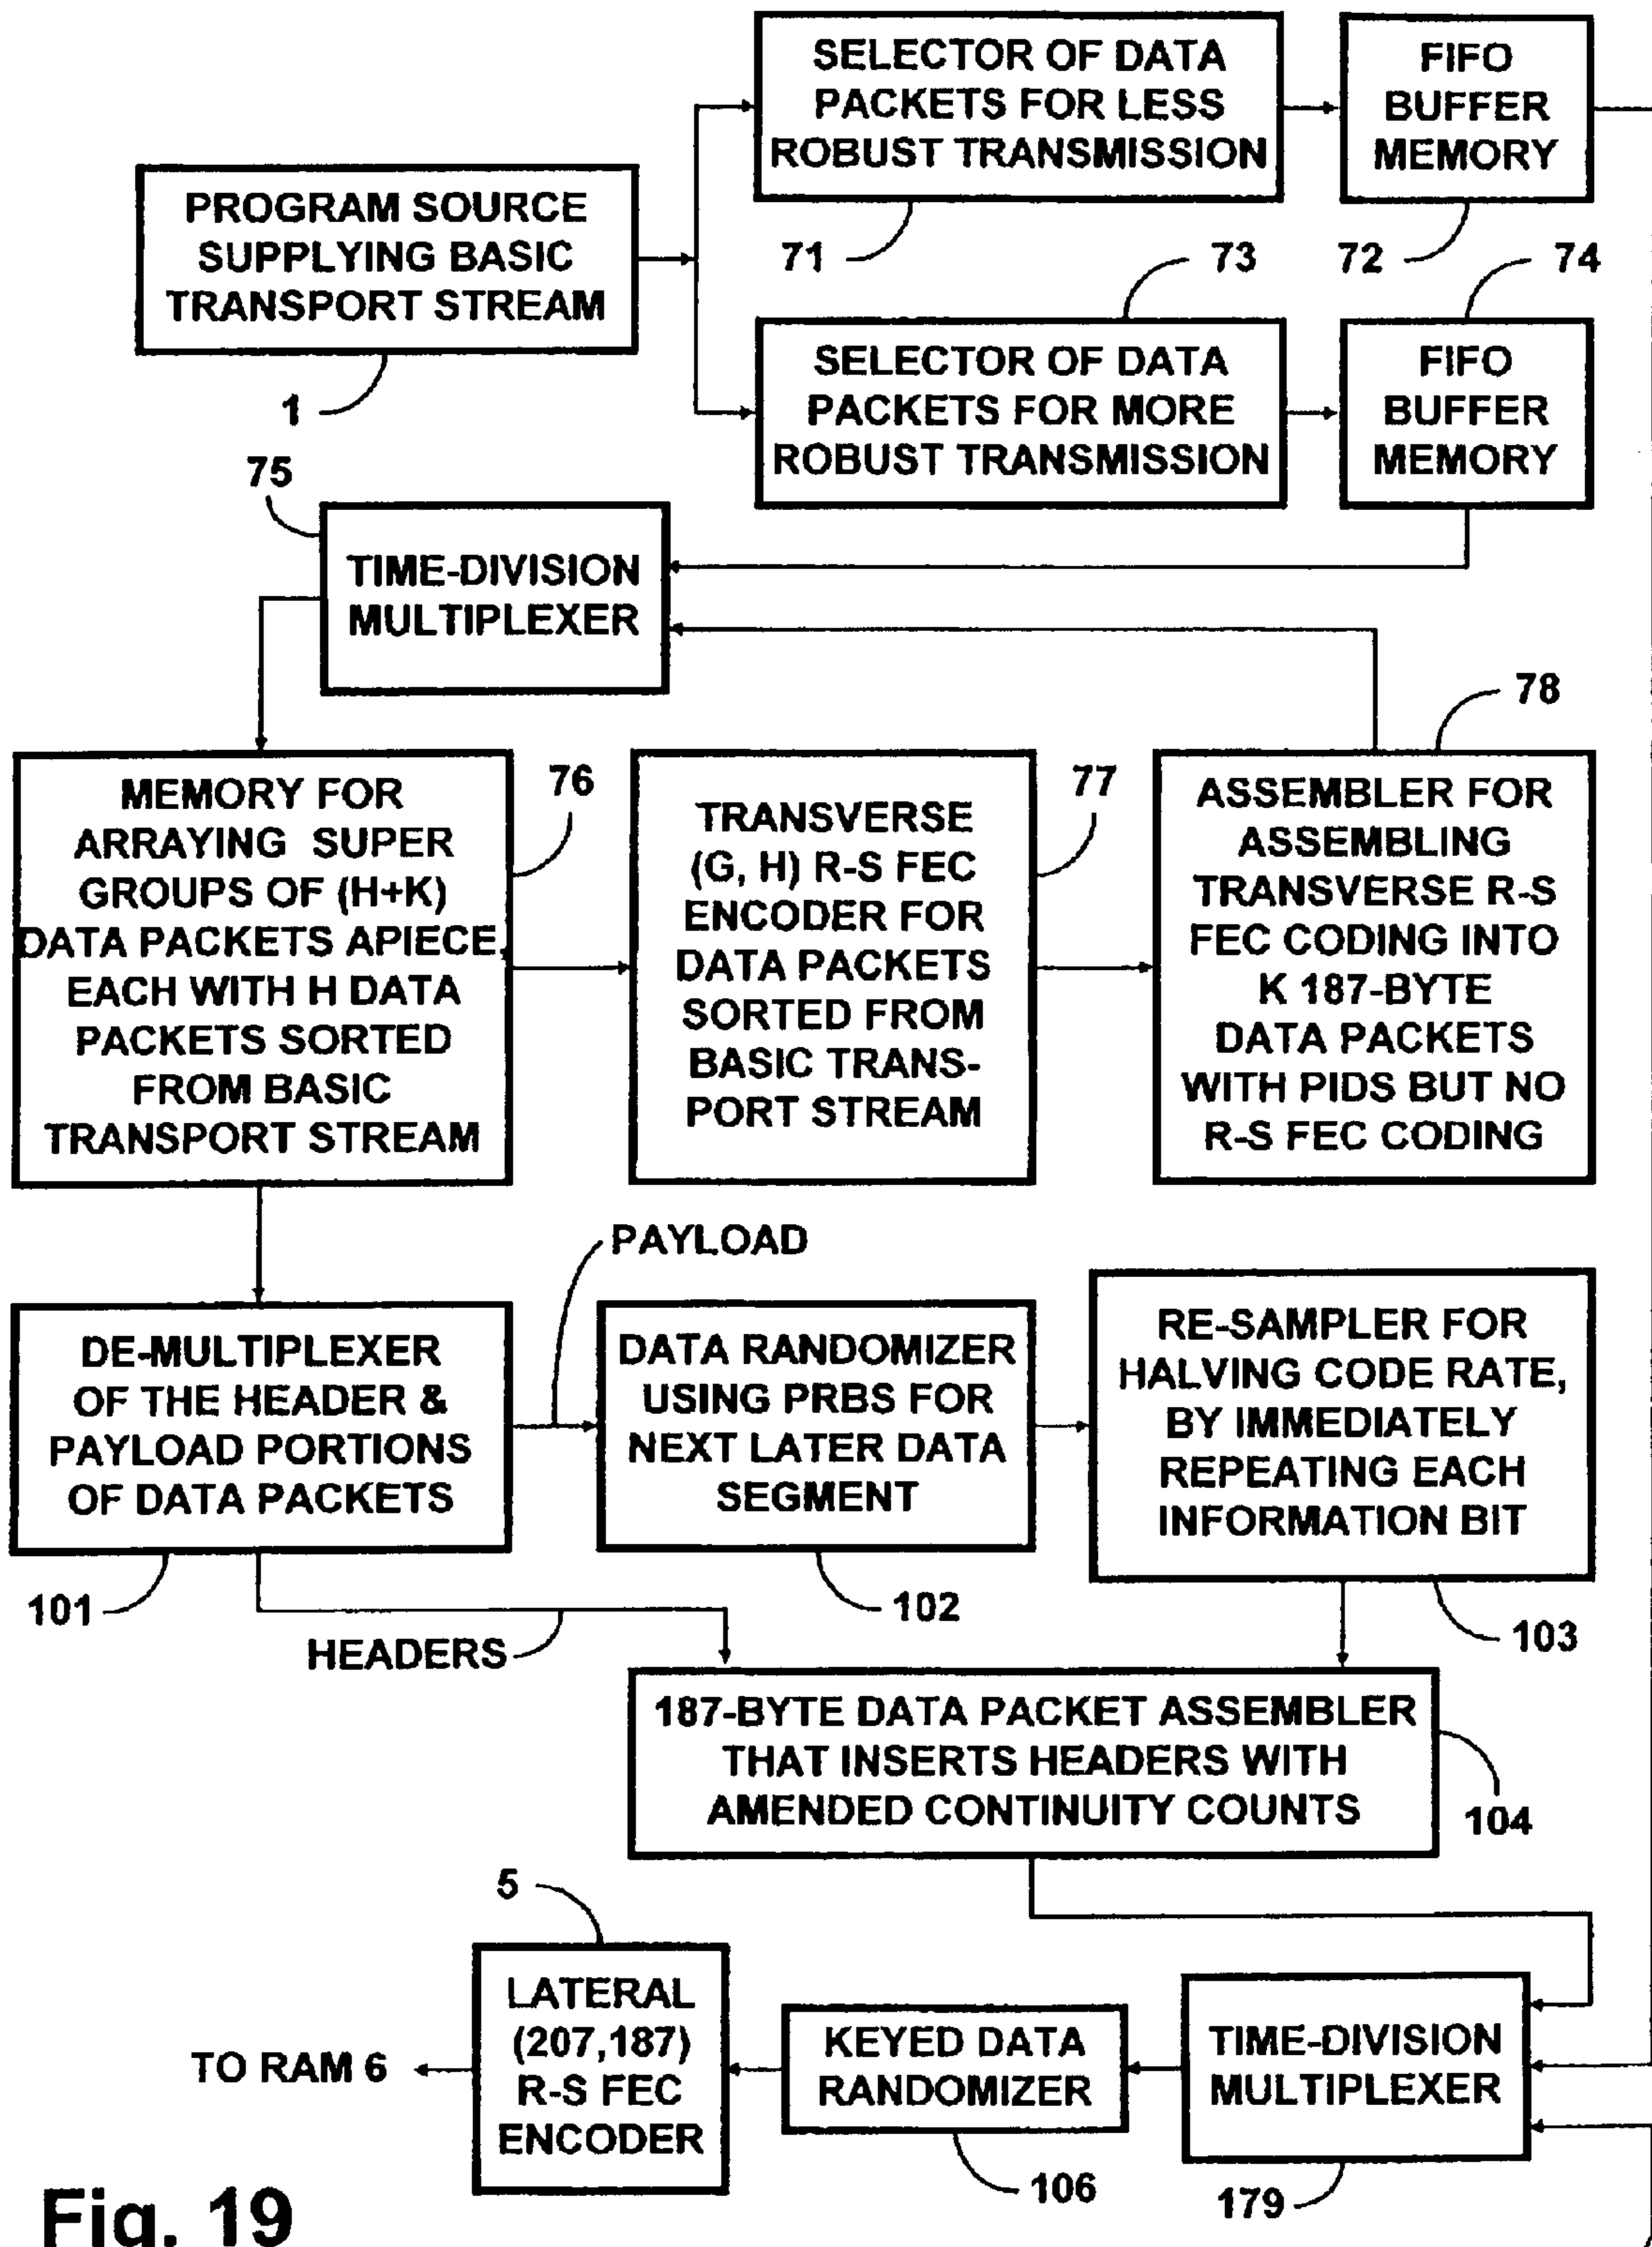 SELECTOR OF DATA
PACKETS FOR LESS
ROBUST TRANSMISSION
FIFO
BUFFER
MEMORY
PROGRAM SOURCE
SUPPLYING BASIC
TRANSPORT STREAM
71
73
72
74
SELECTOR OF DATA
PACKETS FOR MORE
ROBUST TRANSMISSION
FIFO
BUFFER
MEMORY
1
75
TIME-DIVISION
MULTIPLEXER
78
MEMORY FOR
ARRAYING SUPER
GROUPS OF (H+K)
DATA PACKETS APIECE,
EACH WITH H DATA
PACKETS SORTED
FROM BASIC
TRANSPORT STREAM
76
TRANSVERSE
(G, H) R-S FEC
ENCODER FOR
DATA PACKETS
SORTED FROM
BASIC TRANS-
PORT STREAM
77
ASSEMBLER FOR
ASSEMBLING
TRANSVERSE R-S
FEC CODING INTO
K 187-BYTE
DATA PACKETS
WITH PIDS BUT NO
R-S FEC CODING
PAYLOAD
DE-MULTIPLEXER
OF THE HEADER &
PAYLOAD PORTIONS
OF DATA PACKETS
DATA RANDOMIZER
USING PRBS FOR
NEXT LATER DATA
SEGMENT
RE-SAMPLER FOR
HALVING CODE RATE,
BY IMMEDIATELY
REPEATING EACH
INFORMATION BIT
101
102
103
HEADERS
187-BYTE DATA PACKET ASSEMBLER
THAT INSERTS HEADERS WITH
AMENDED CONTINUITY COUNTS
104
5
LATERAL
(207,187)
R-S FEC
ENCODER
TO RAM 6
KEYED DATA
RANDOMIZER
TIME-DIVISION
MULTIPLEXER
106
179
Fig. 19